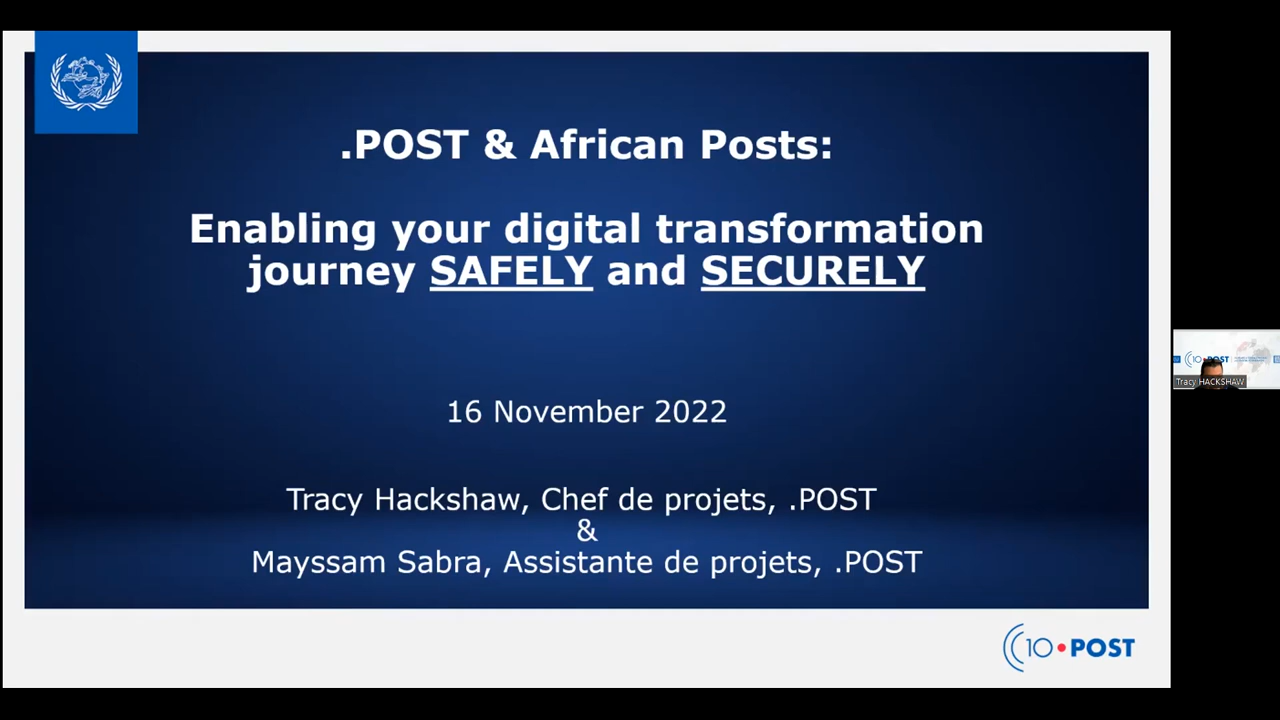 .POST & African Posts:
Enabling your digital transformation
journey SAFELY and SECURELY
16 November 2022
Tracy Hackshaw, Chef de projets, .POST
&
Mayssam Sabra, Assistante de projets, .POST
10 • POST
Tracy HACKSHAW